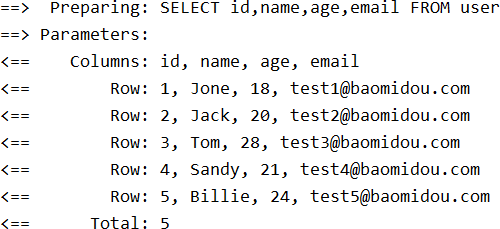 ==>  Preparing: SELECT id,name,age,email FROM user
==> Parameters:
<==    Columns: id, name, age, email
<==        Row: 1, Jone, 18, test1@baomidou.com
<==        Row: 2, Jack, 20, test2@baomidou.com
<==        Row: 3, Tom, 28, test3@baomidou.com
<==        Row: 4, Sandy, 21, test4@baomidou.com
<==        Row: 5, Billie, 24, test5@baomidou.com
<==      Total: 5